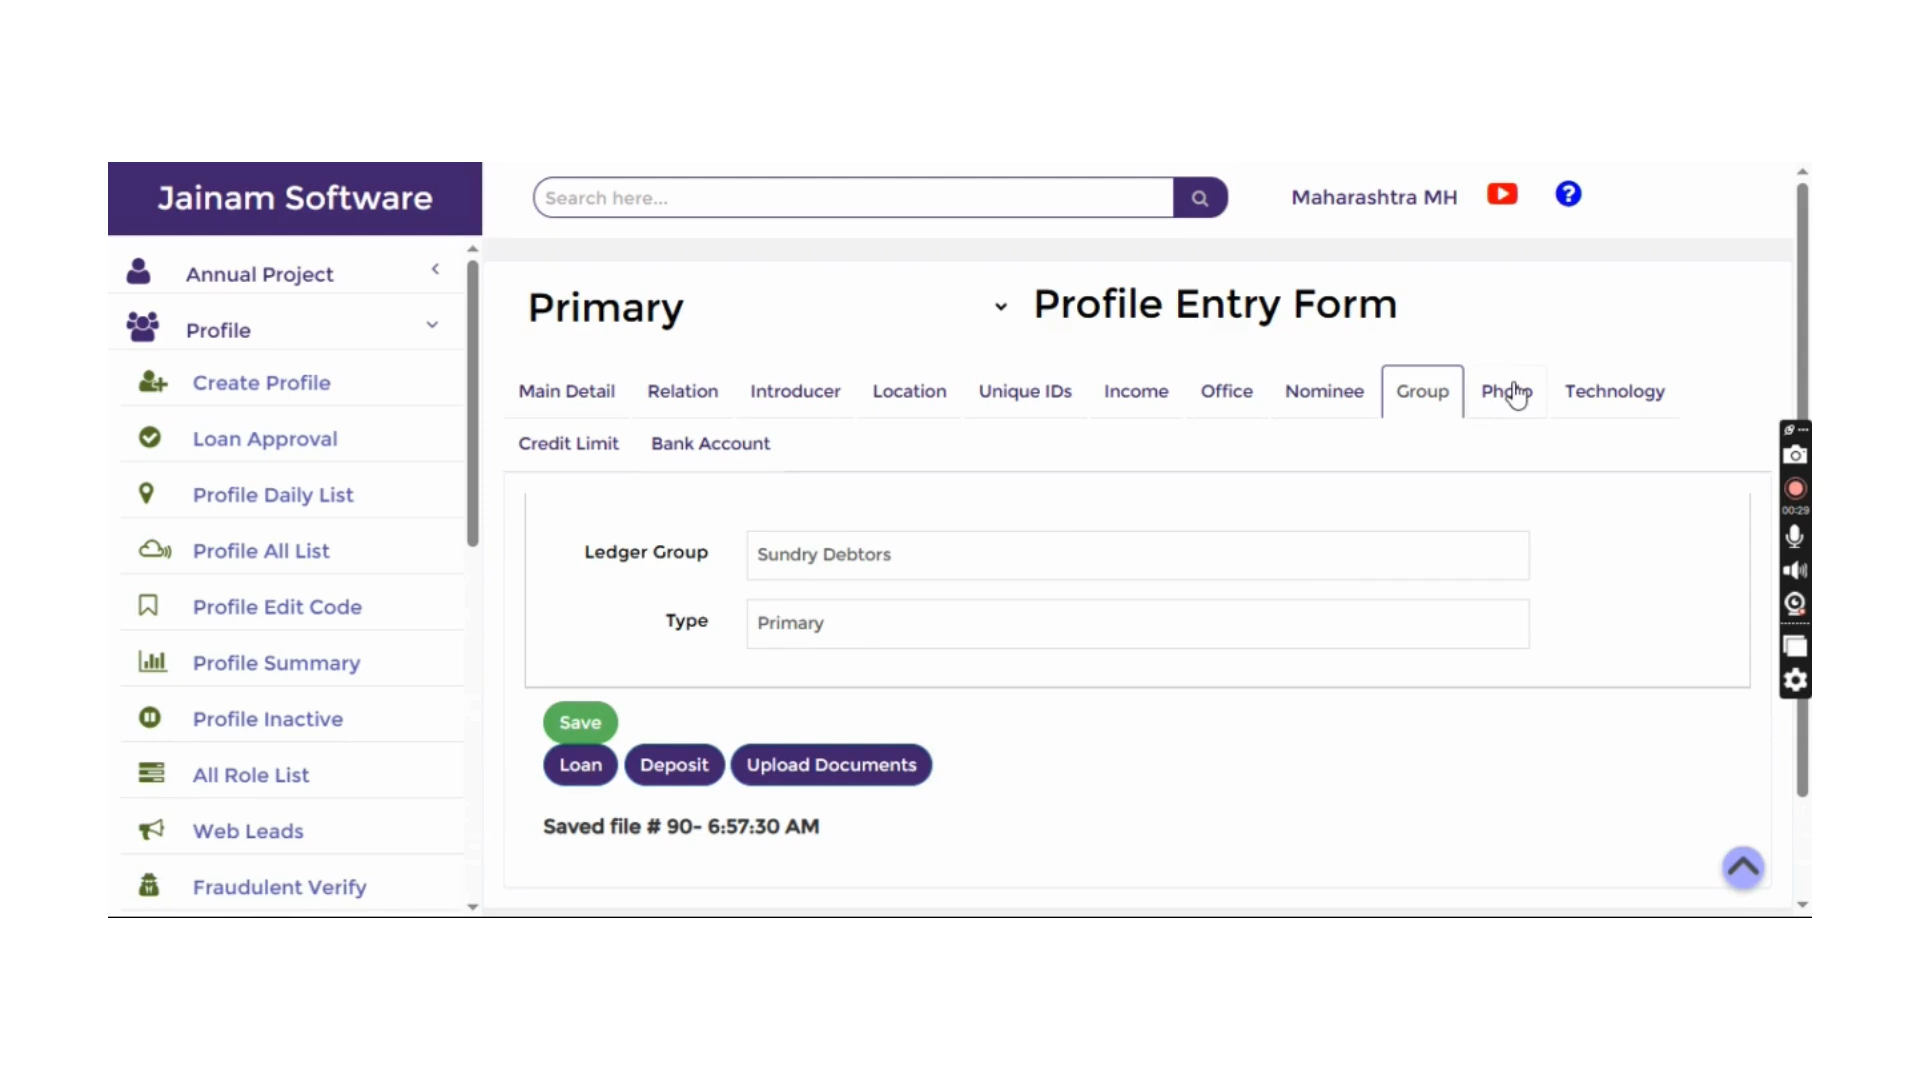 Jainam Software
Search here...
Maharashtra MH
Annual Project
Profile
Create Profile
Loan Approval
Profile Daily List
Profile All List
Profile Edit Code
Profile Summary
Profile Inactive
All Role List
Web Leads
Fraudulent Verify
Primary
Profile Entry Form
Main Detail Relation Introducer Location Unique IDs Income Office Nominee Group Technology
Credit Limit Bank Account
Ledger Group Sundry Debtors
Type Primary
Save
Loan Deposit Upload Documents
Saved file # 90- 6:57:30 AM
00:29